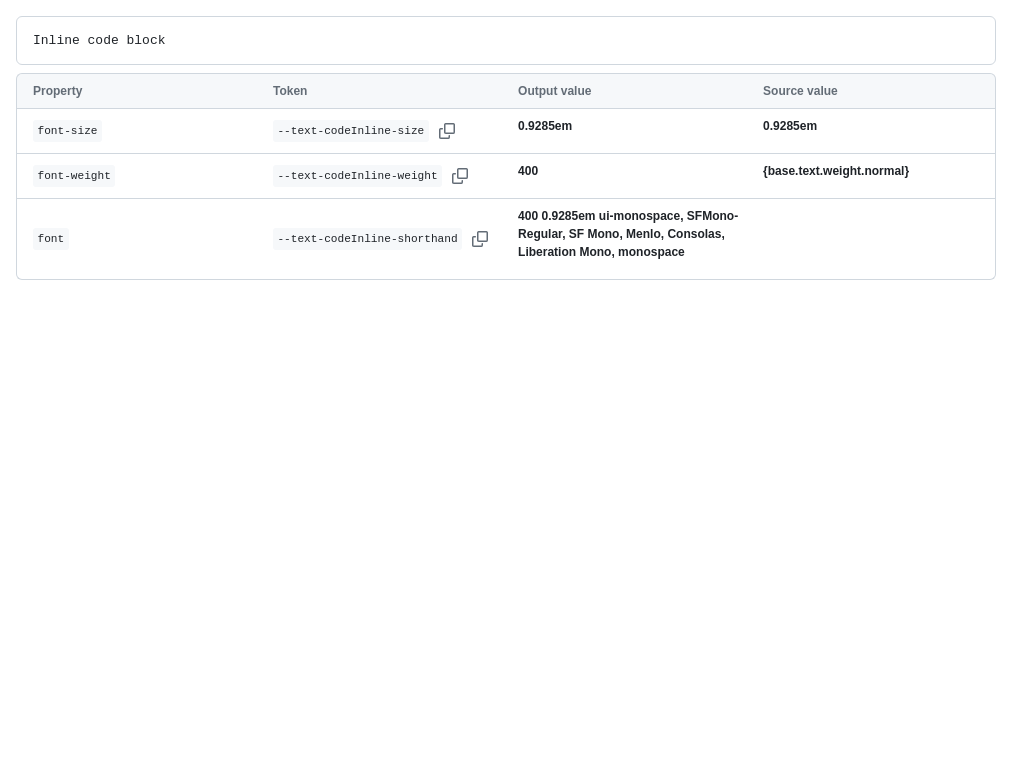 Inline code block
Property Token Output value Source value
font-size --text-codeInline-size 0.9285em 0.9285em
font-weight --text-codeInline-weight 400 {base.text.weight.normal}
font --text-codeInline-shorthand 400 0.9285em ui-monospace, SFMono-
Regular, SF Mono, Menlo, Consolas,
Liberation Mono, monospace